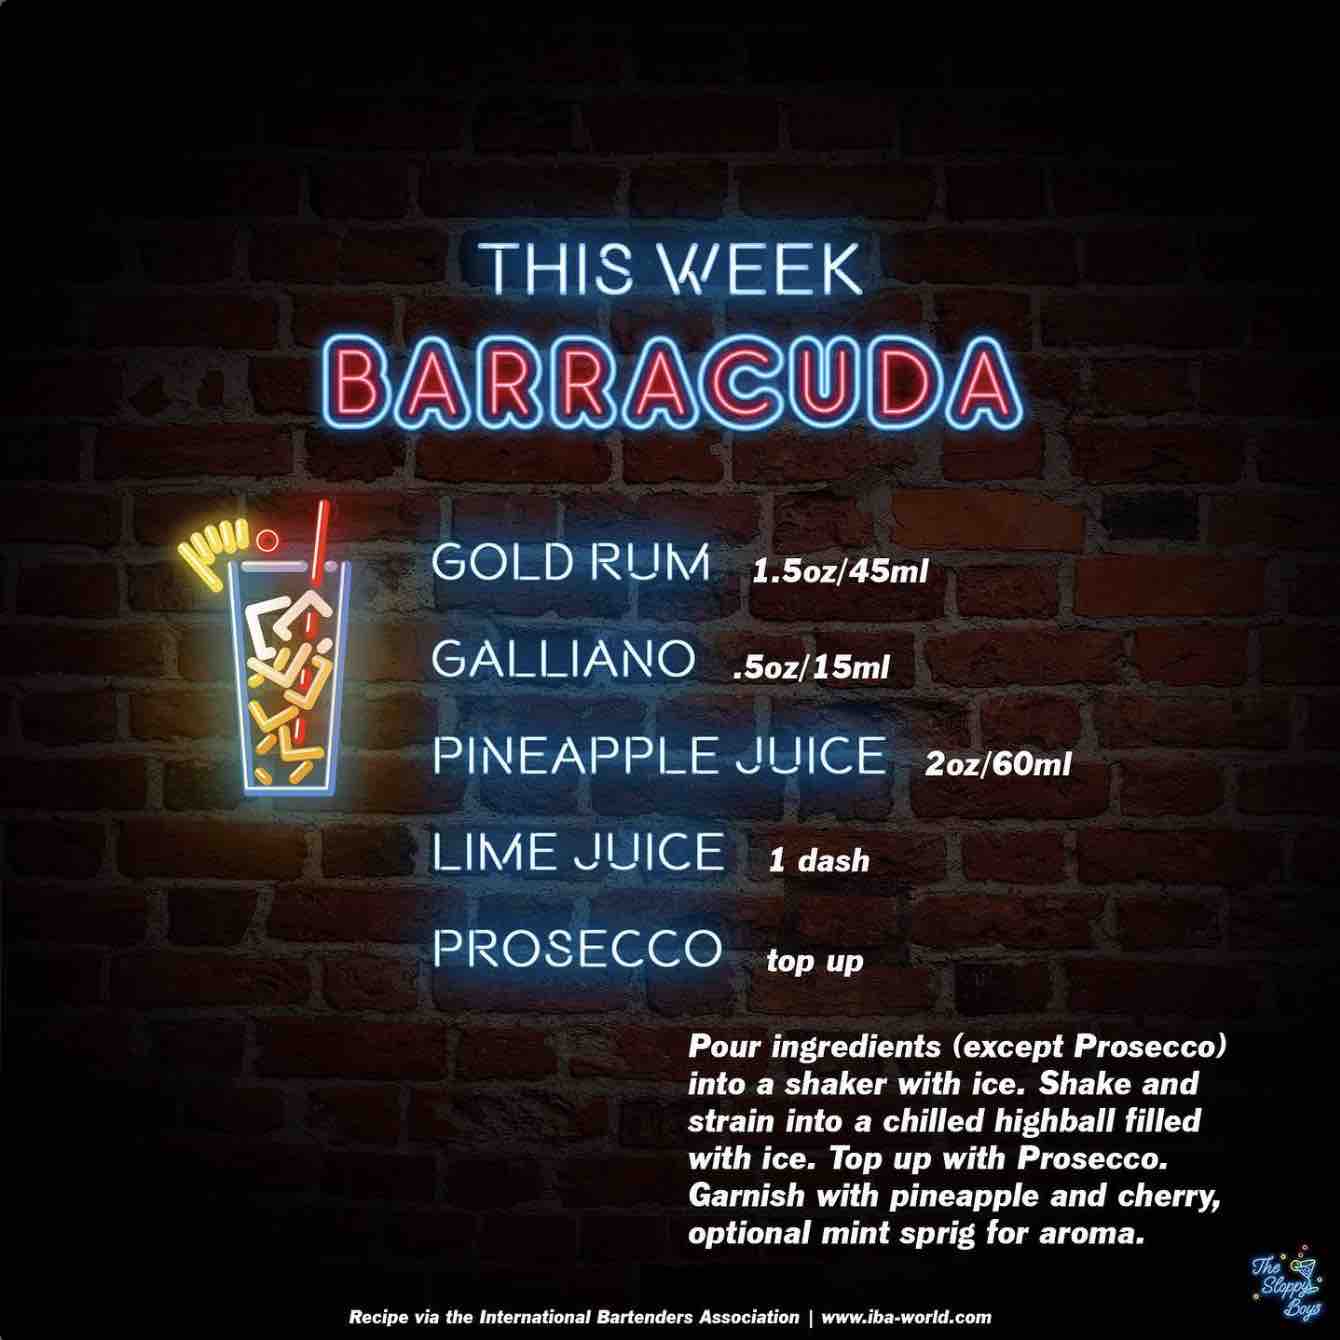 THIS WEEK
BARRACUDA
GOLD RUM 1.5oz/45ml
GALLIANO .5oz/15ml
PINEAPPLE JUICE 2oz/60ml
LIME JUICE 1 dash
PROSECCO top up
Pour ingredients (except Prosecco)
into a shaker with ice. Shake and
strain into a chilled highball filled
with ice. Top up with Prosecco.
Garnish with pineapple and cherry,
optional mint sprig for aroma.
The
Sloppy
Boys
Recipe via the International Bartenders Association | www.iba-world.com